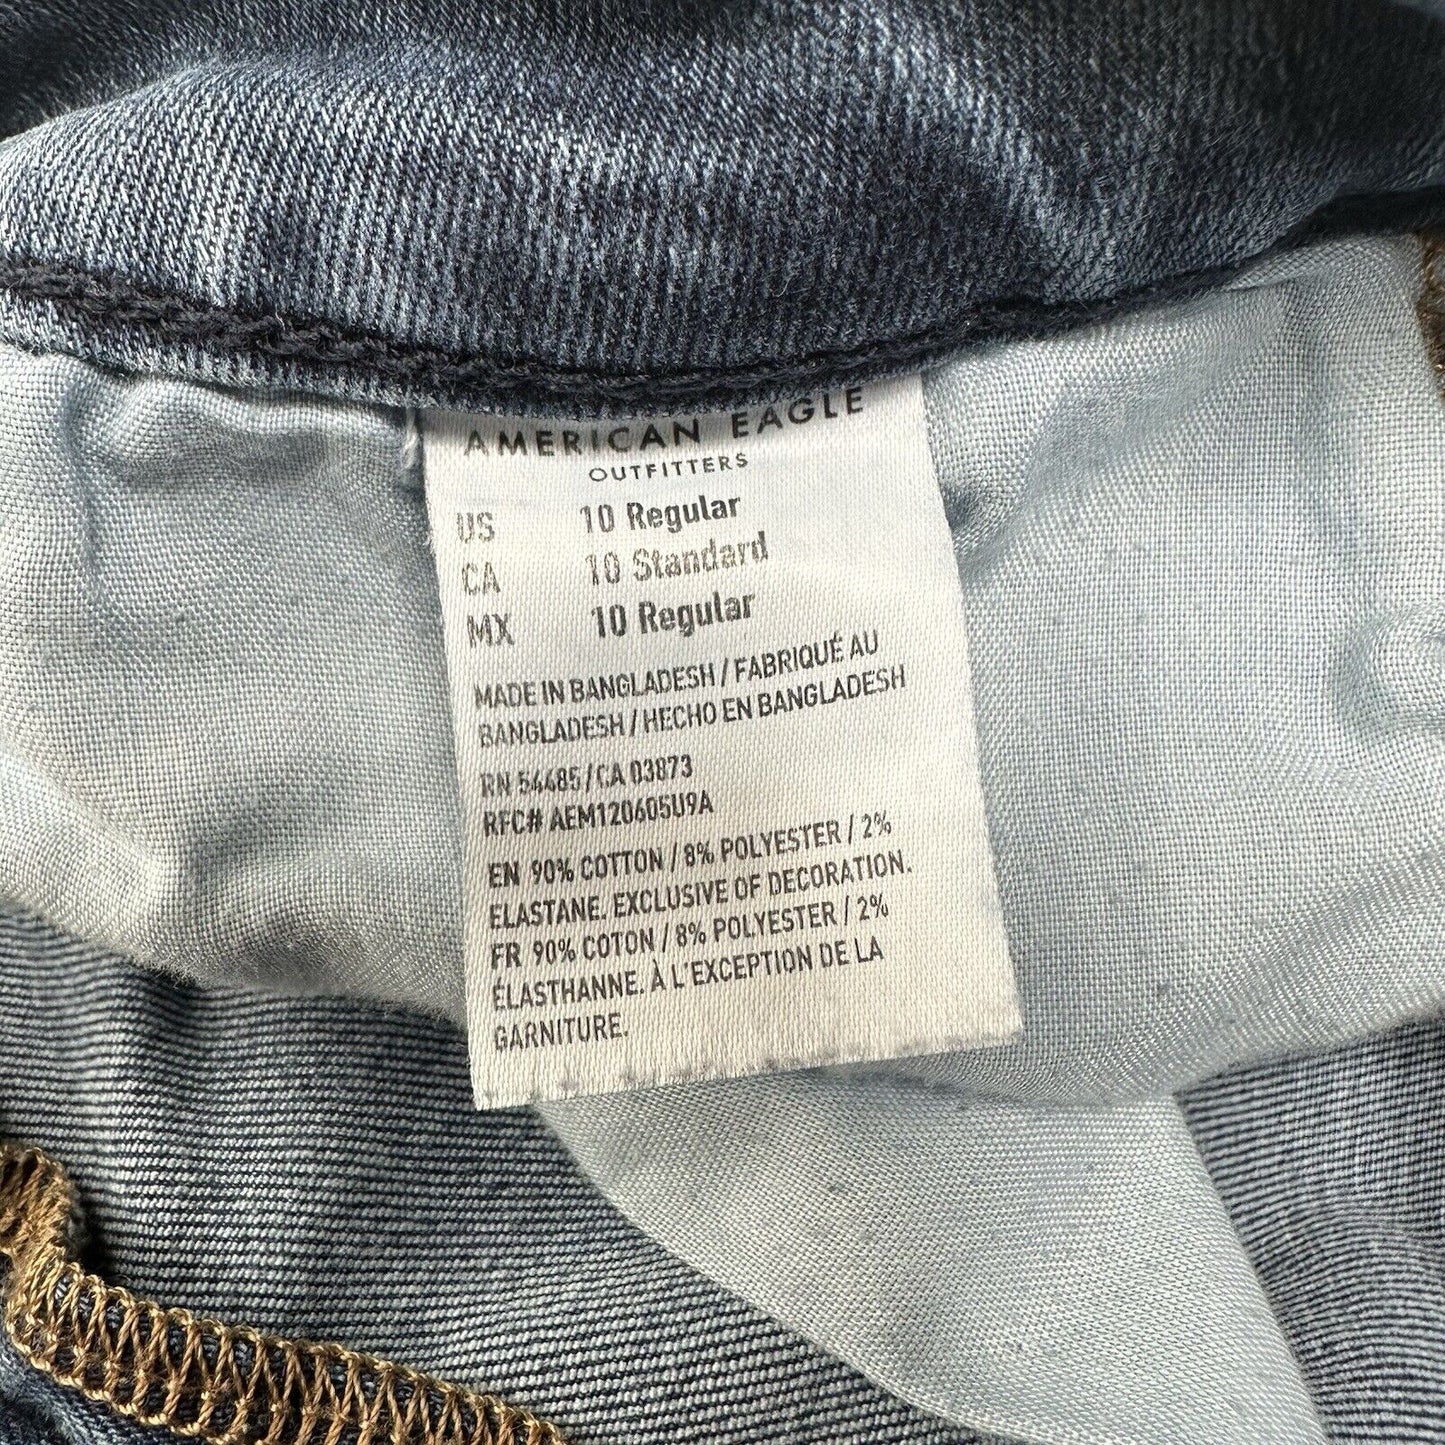 AMERICAN EAGLE
OUTFITTERS
US 10 Regular
CA 10 Standard
MX 10 Regular
MADE IN BANGLADESH / FABRIQUÉ AU
BANGLADESH / HECHO EN BANGLADESH
RN 54485 / CA 03873
RFC# AEM120605U9A
EN 90% COTTON / 8% POLYESTER / 2%
ELASTANE. EXCLUSIVE OF DECORATION.
FR 90% COTON / 8% POLYESTER / 2%
ÉLASTHANNE. À L'EXCEPTION DE LA
GARNITURE.